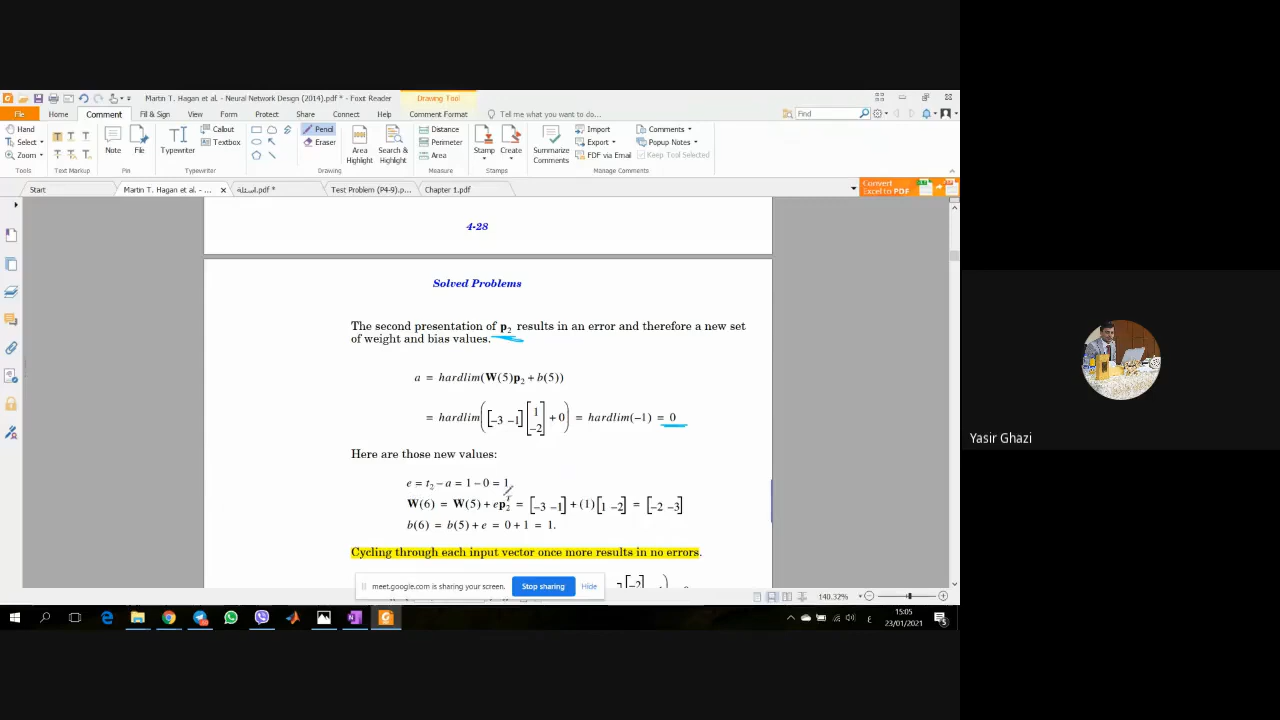 Martin T. Hagan et al. - Neural Network Design (2014).pdf * - Foxit Reader
Drawing Tool
File
Home
Comment
Fill & Sign
View
Form
Protect
Share
Connect
Help
Comment Format
Tell me what you want to do...
Find
Hand
Select
Zoom
Tools
Text Markup
Note
File
Pin
Typewriter
Callout
Textbox
Typewriter
Pencil
Eraser
Area Highlight
Search & Highlight
Drawing
Distance
Perimeter
Area
Measure
Stamp
Create
Stamps
Summarize Comments
Import
Export
FDF via Email
Comments
Popup Notes
Keep Tool Selected
Manage Comments
Start
Martin T. Hagan et al. - ...
Test Problem (P4-9).p...
Chapter 1.pdf
Convert Excel to PDF
4-28
Solved Problems
The second presentation of p₂ results in an error and therefore a new set
of weight and bias values.
a = hardlim(W(5)p₂ + b(5))
= hardlim([-3 -1] [1 -2] + 0) = hardlim(-1) = 0
Here are those new values:
e = t₂ – a = 1 – 0 = 1
W(6) = W(5) + ep₂ᵀ = [-3 -1] + (1)[1 -2] = [-2 -3]
b(6) = b(5) + e = 0 + 1 = 1.
Cycling through each input vector once more results in no errors.
meet.google.com is sharing your screen.
Stop sharing
Hide
140.32%
15:05
23/01/2021
5
Yasir Ghazi